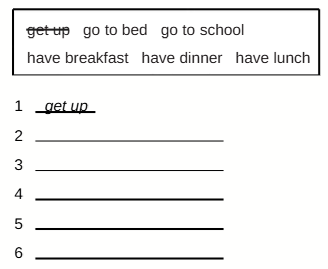 get up go to bed go to school
have breakfast have dinner have lunch
1 get up
2
3
4
5
6